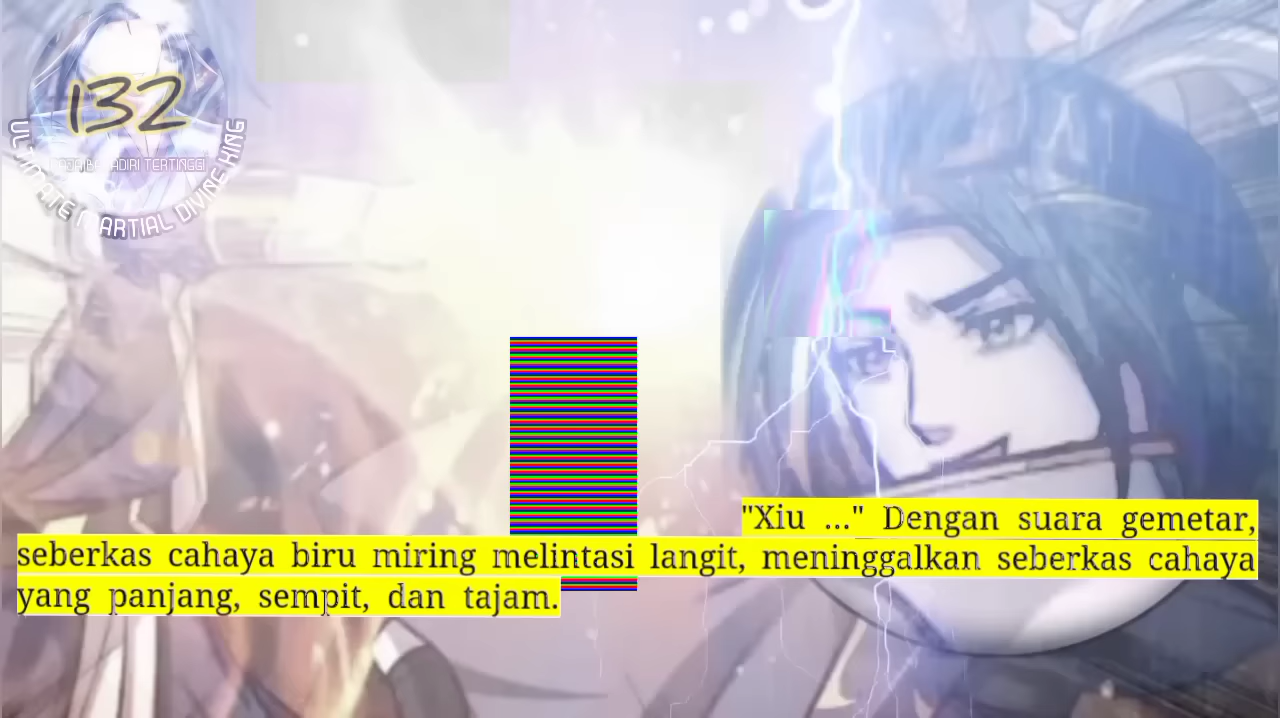 132
TERTINGGI
ULTIMATE MARTIAL DIVINE KING
"Xiu ..." Dengan suara gemetar,
seberkas cahaya biru miring melintasi langit, meninggalkan seberkas cahaya
yang panjang, sempit, dan tajam.